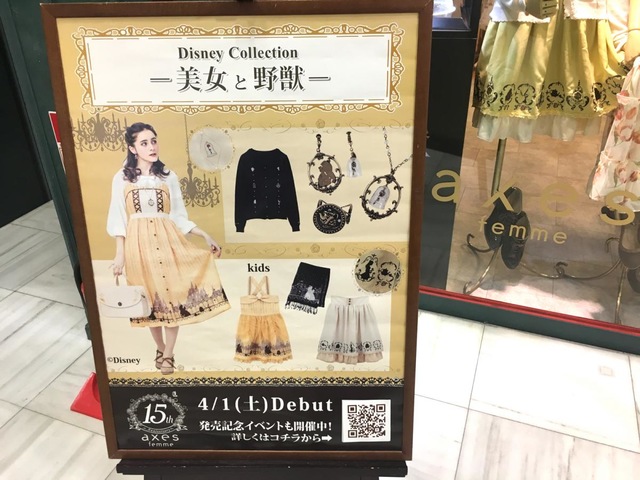 Disney Collection
ー美女と野獣ー
kids
©Disney
15th
axes
femme
4/1(土)Debut
発売記念イベントも開催中!
詳しくはコチラから➡
axes
femme